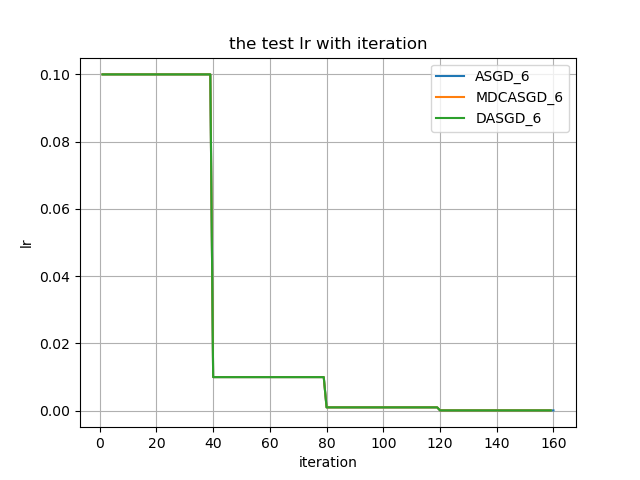 the test lr with iteration
ASGD_6
MDCASGD_6
DASGD_6
0.10
0.08
0.06
0.04
0.02
0.00
lr
0 20 40 60 80 100 120 140 160
iteration